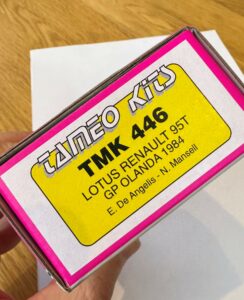 TAMEO KITS
TMK 446
LOTUS RENAULT 95T
GP OLANDA 1984
E. De Angelis - N. Mansell